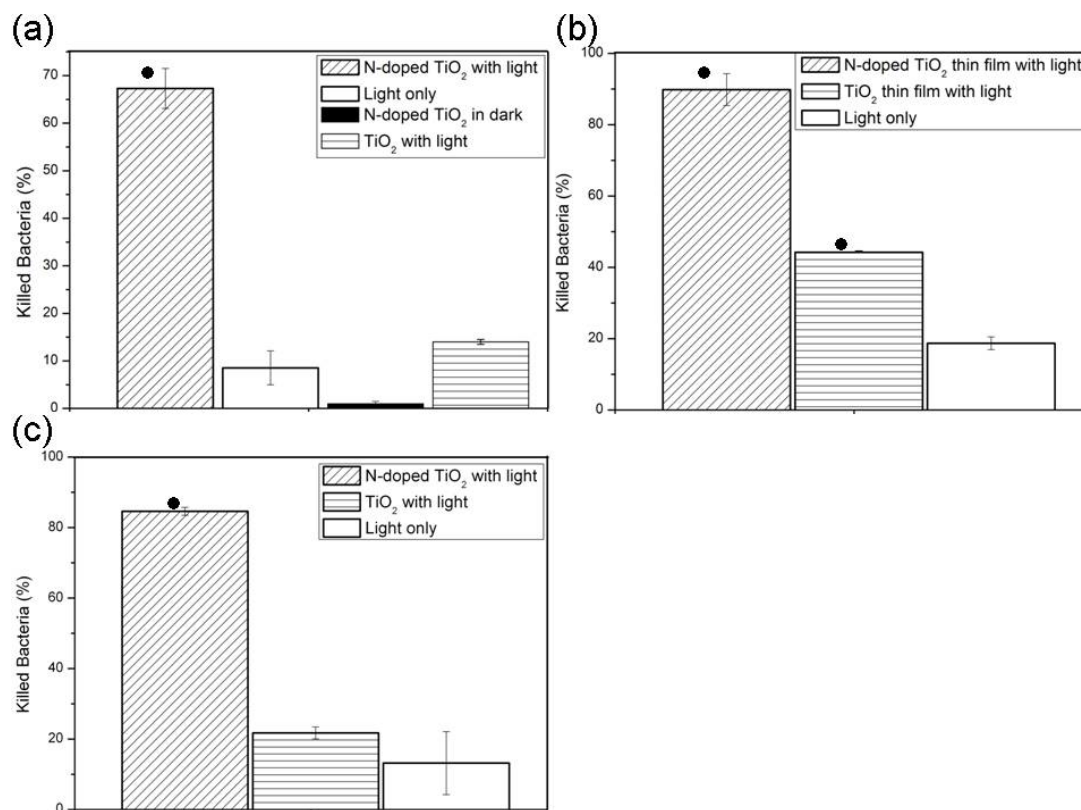 (a)
70
60
50
40
30
20
10
0
Killed Bacteria (%)
N-doped TiO₂ with light
Light only
N-doped TiO₂ in dark
TiO₂ with light
(b)
100
80
60
40
20
0
Killed Bacteria (%)
N-doped TiO₂ thin film with light
TiO₂ thin film with light
Light only
(c)
100
80
60
40
20
0
Killed Bacteria (%)
N-doped TiO₂ with light
TiO₂ with light
Light only